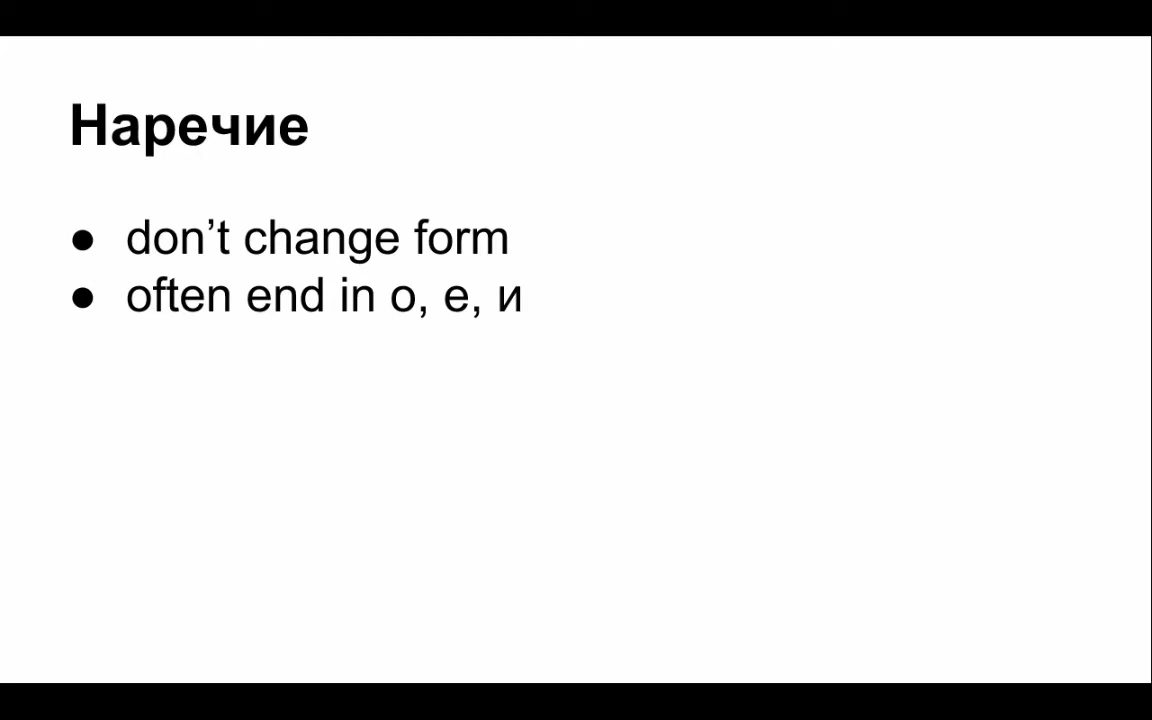 Наречие
● don’t change form
● often end in о, е, и